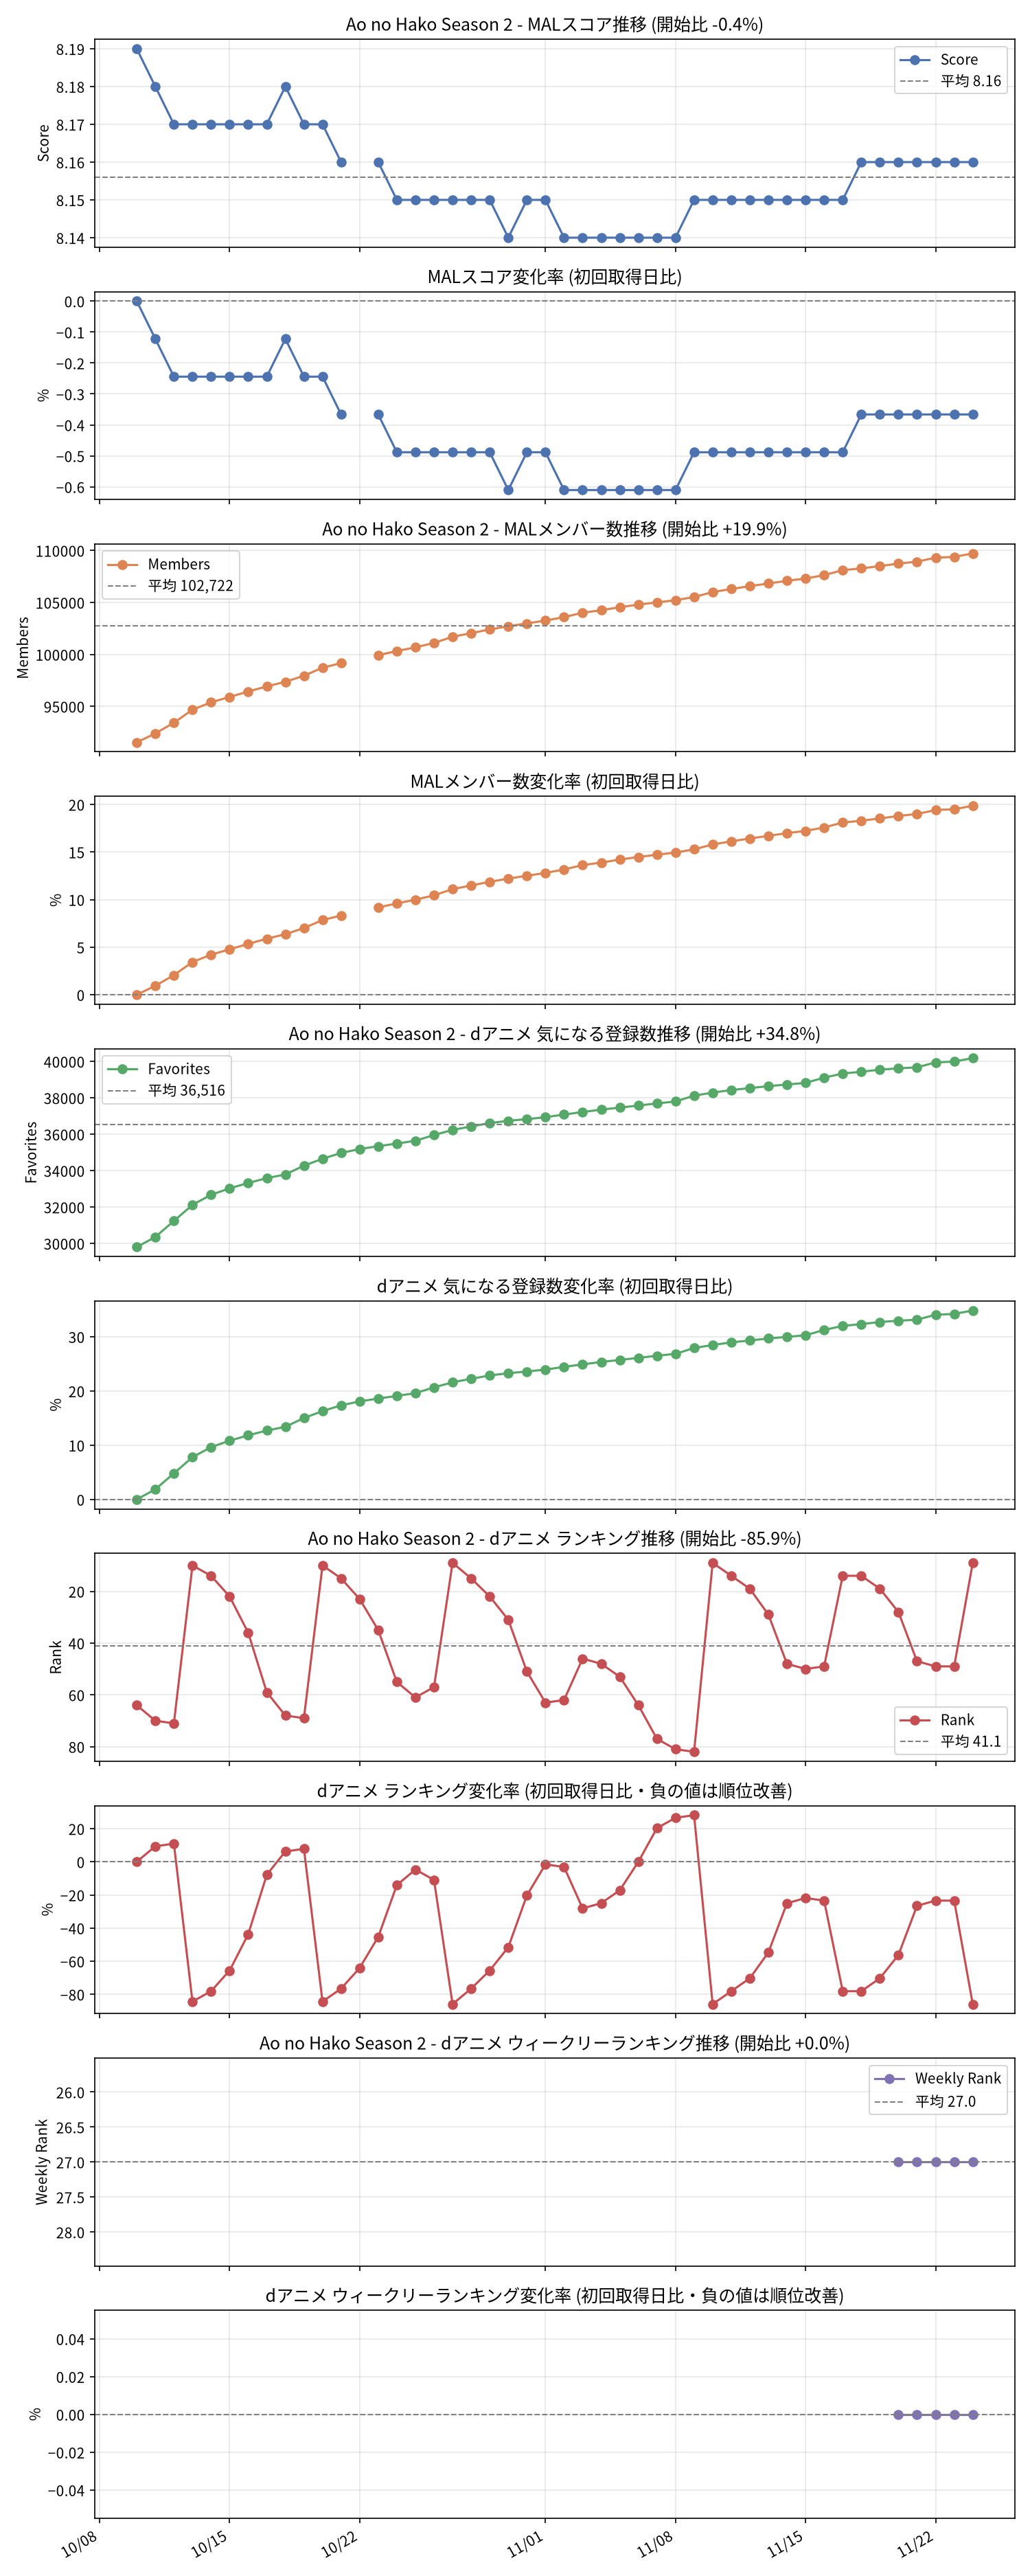 Ao no Hako Season 2 - MALスコア推移 (開始比 -0.4%)
8.19
8.18
8.17
8.16
8.15
8.14
Score
Score
平均 8.16
MALスコア変化率 (初回取得日比)
0.0
−0.1
−0.2
−0.3
−0.4
−0.5
−0.6
%
Ao no Hako Season 2 - MALメンバー数推移 (開始比 +19.9%)
110000
105000
100000
95000
Members
Members
平均 102,722
MALメンバー数変化率 (初回取得日比)
20
15
10
5
0
%
Ao no Hako Season 2 - dアニメ 気になる登録数推移 (開始比 +34.8%)
40000
38000
36000
34000
32000
30000
Favorites
Favorites
平均 36,516
dアニメ 気になる登録数変化率 (初回取得日比)
30
20
10
0
%
Ao no Hako Season 2 - dアニメ ランキング推移 (開始比 -85.9%)
20
40
60
80
Rank
Rank
平均 41.1
dアニメ ランキング変化率 (初回取得日比・負の値は順位改善)
20
0
−20
−40
−60
−80
%
Ao no Hako Season 2 - dアニメ ウィークリーランキング推移 (開始比 +0.0%)
26.0
26.5
27.0
27.5
28.0
Weekly Rank
Weekly Rank
平均 27.0
dアニメ ウィークリーランキング変化率 (初回取得日比・負の値は順位改善)
0.04
0.02
0.00
−0.02
−0.04
%
10/08
10/15
10/22
11/01
11/08
11/15
11/22